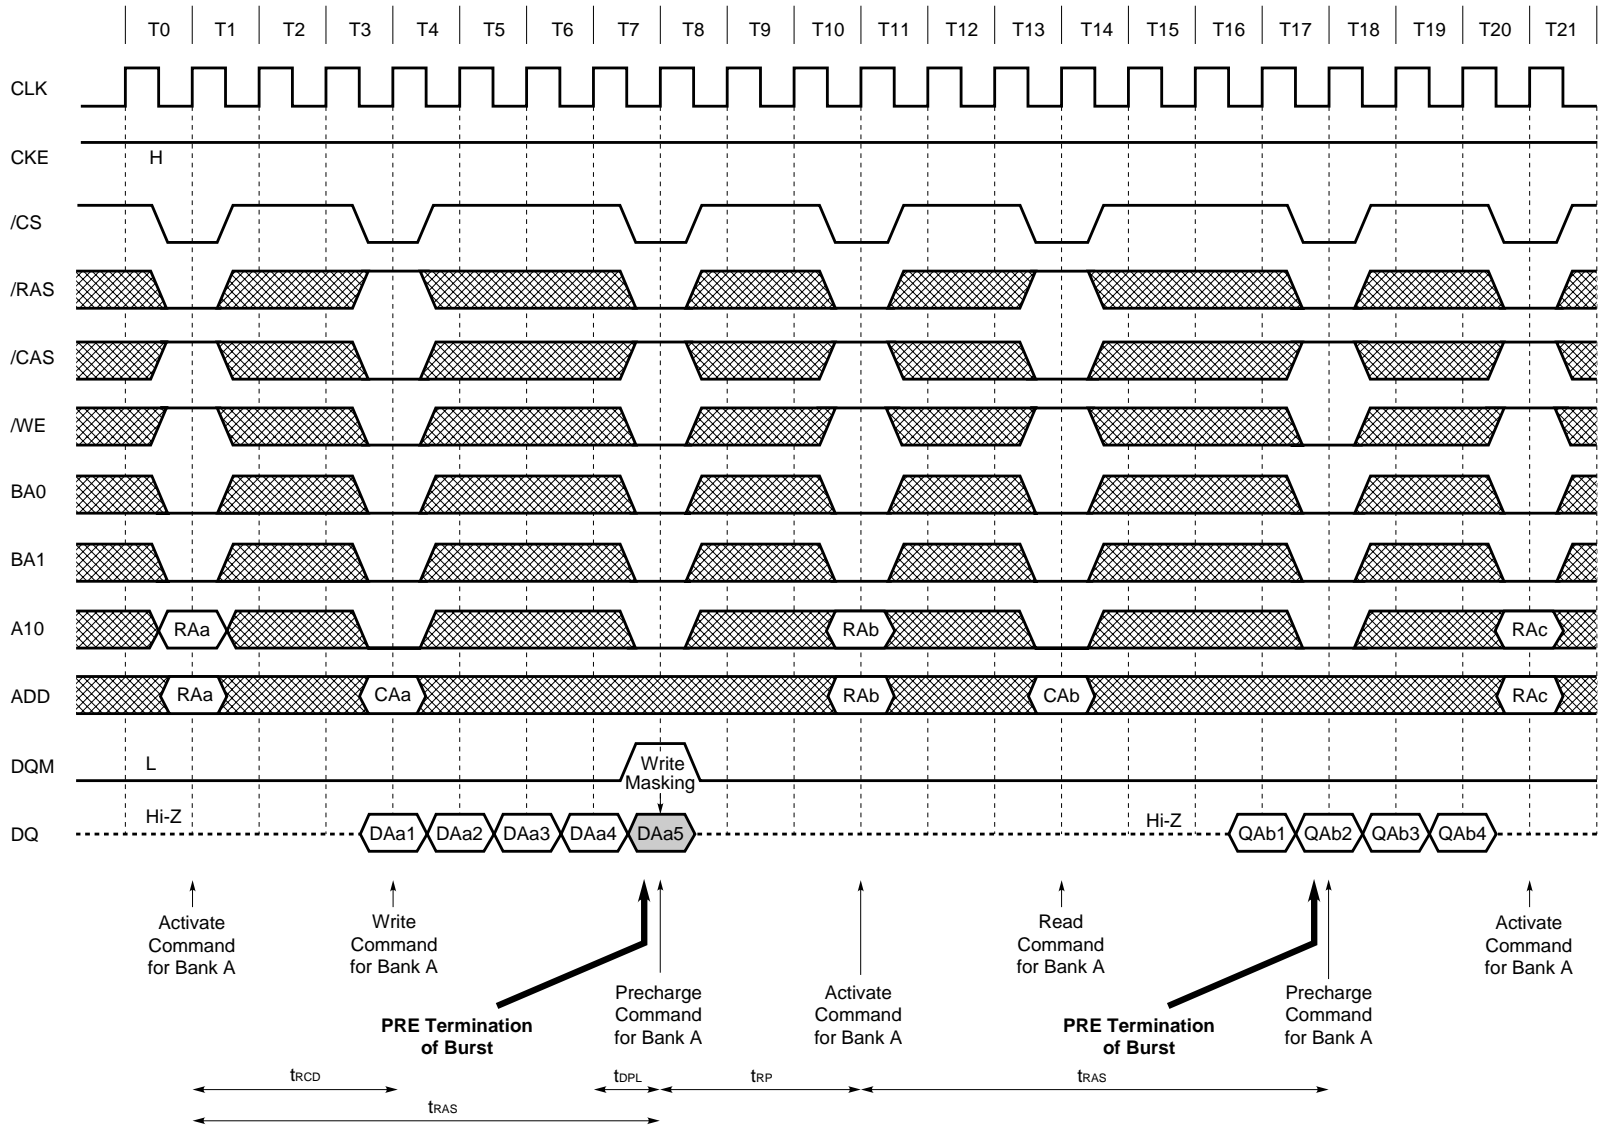 T0 T1 T2 T3 T4 T5 T6 T7 T8 T9 T10 T11 T12 T13 T14 T15 T16 T17 T18 T19 T20 T21
CLK
CKE H
/CS
/RAS
/CAS
/WE
BA0
BA1
A10 RAa RAb RAc
ADD RAa CAa RAb CAb RAc
DQM L Write
Masking
Hi-Z Hi-Z
DQ DAa1 DAa2 DAa3 DAa4 DAa5 QAb1 QAb2 QAb3 QAb4
Activate
Command
for Bank A
Write
Command
for Bank A
PRE Termination
of Burst
Precharge
Command
for Bank A
Activate
Command
for Bank A
Read
Command
for Bank A
PRE Termination
of Burst
Precharge
Command
for Bank A
Activate
Command
for Bank A
tRCD tDPL tRP tRAS
tRAS